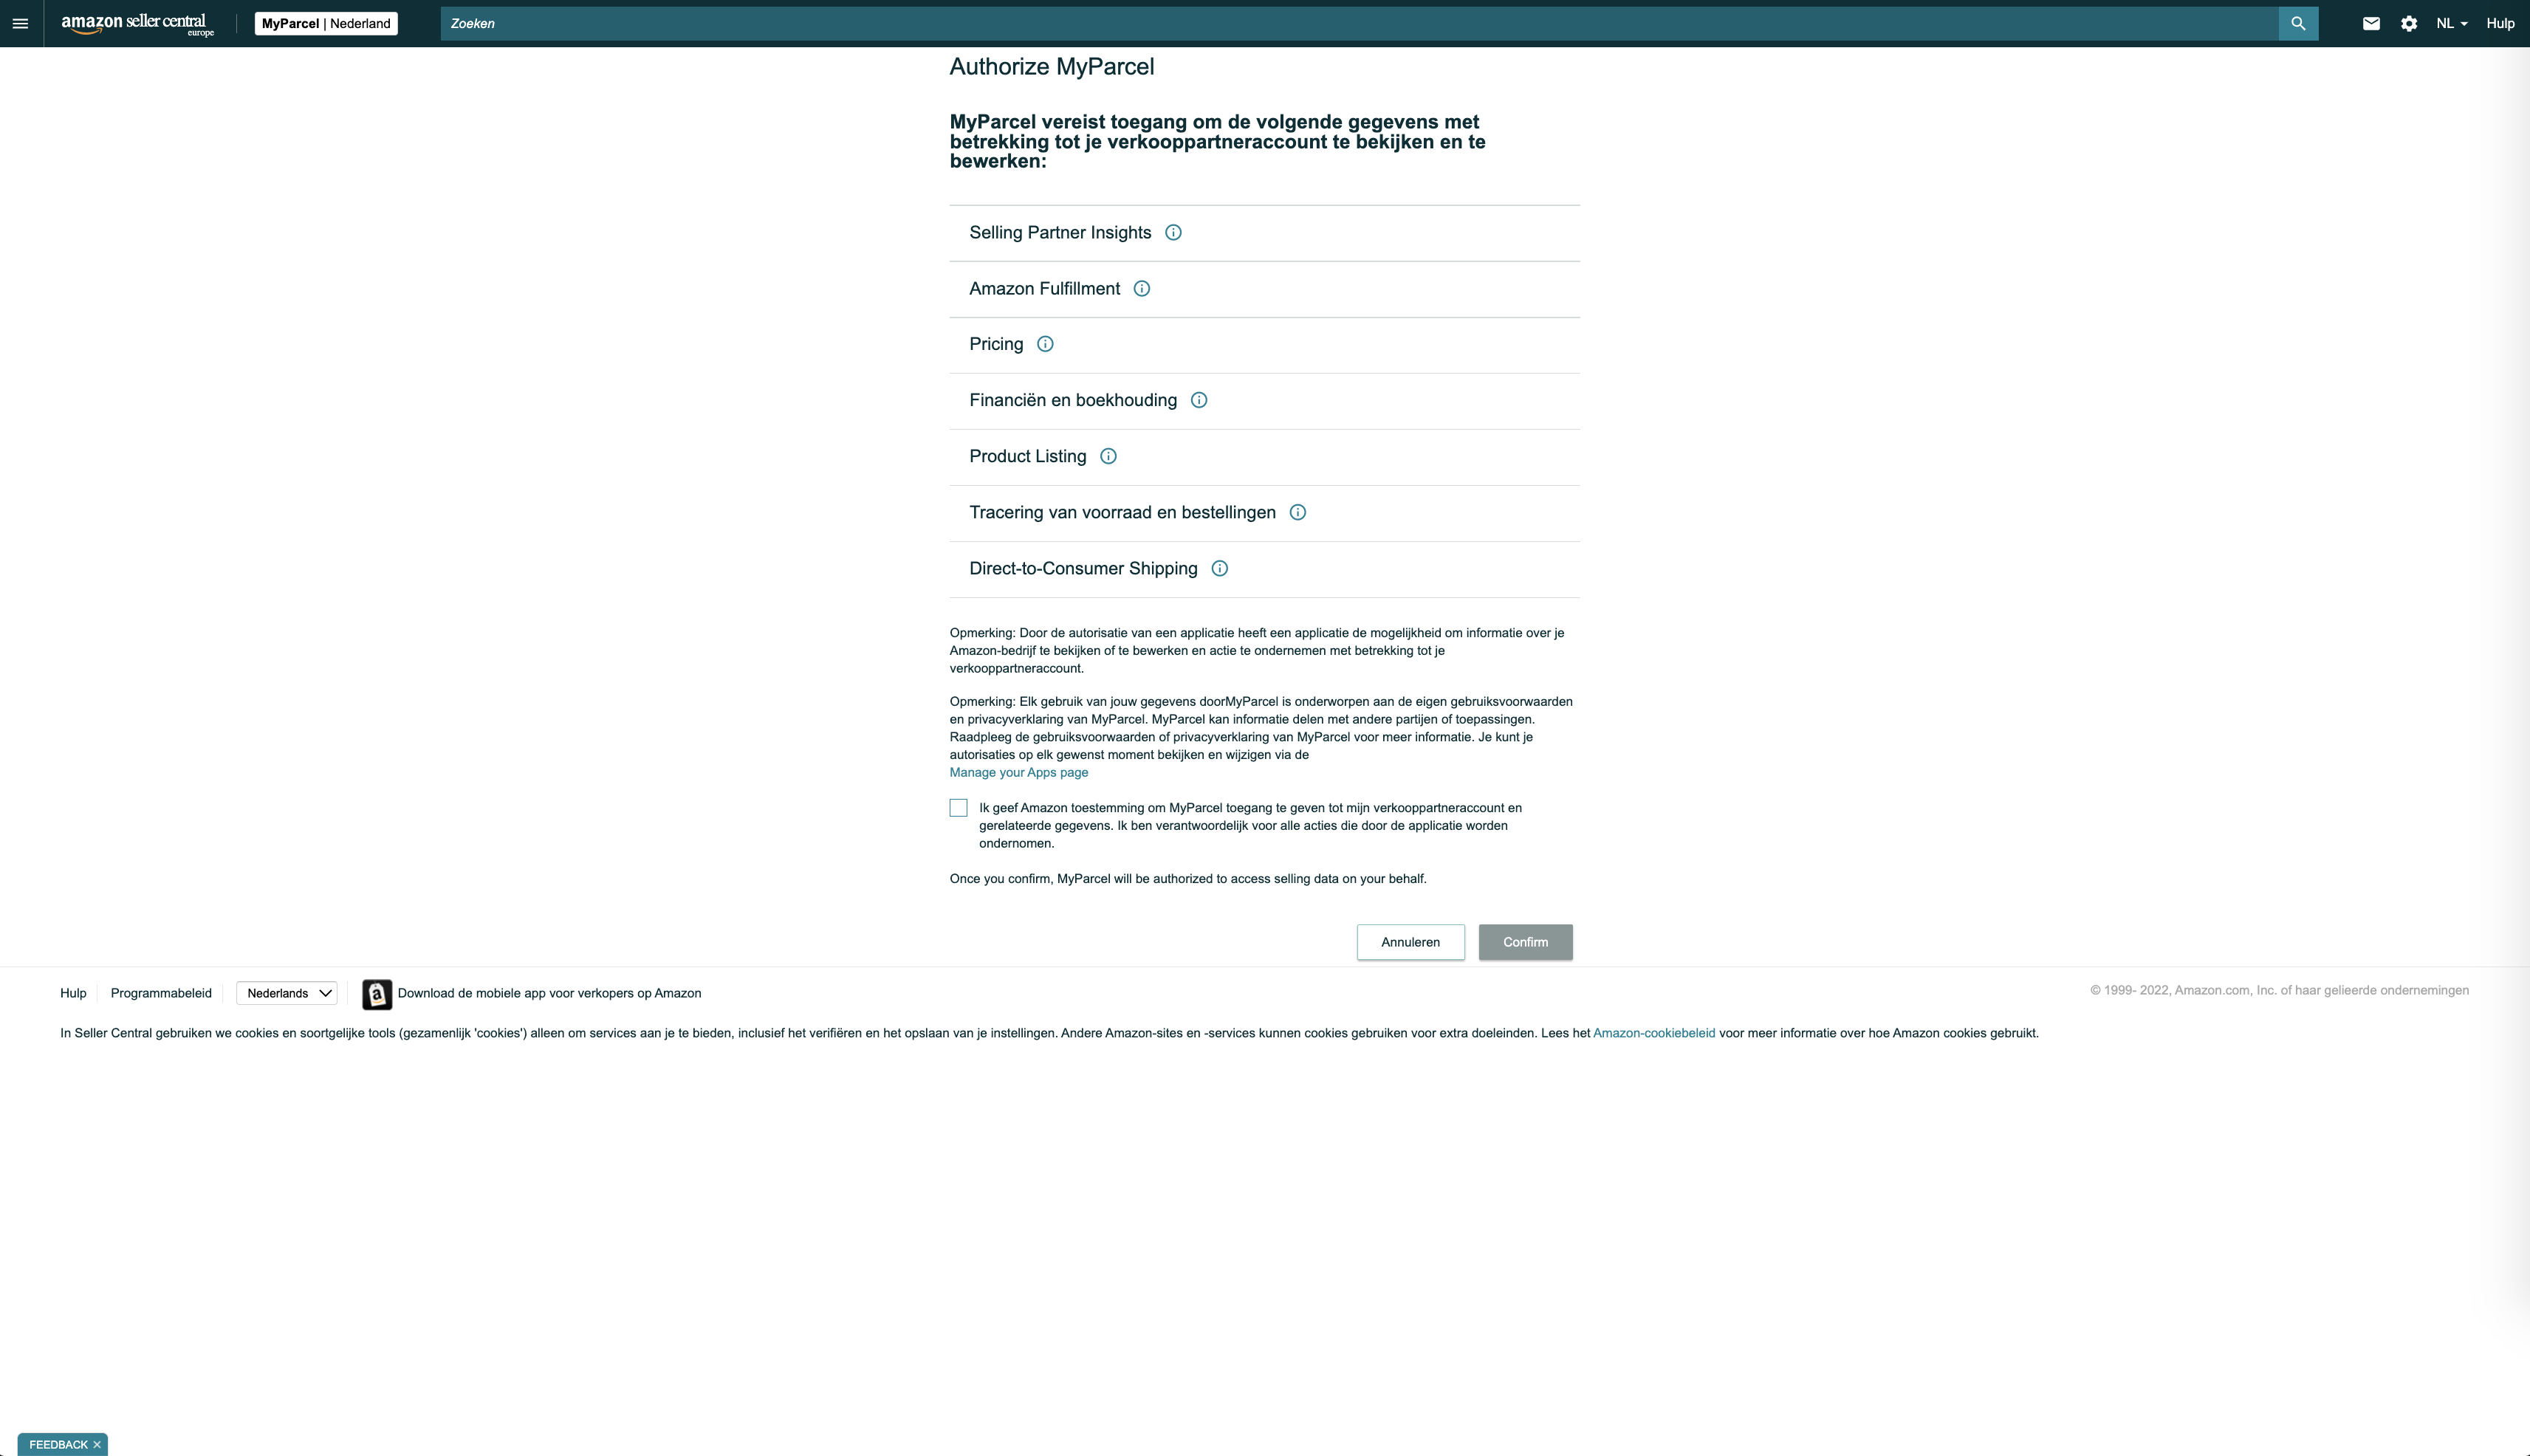 amazon seller central
europe
MyParcel | Nederland
Zoeken
NL
Hulp
Authorize MyParcel
MyParcel vereist toegang om de volgende gegevens met
betrekking tot je verkooppartneraccount te bekijken en te
bewerken:
Selling Partner Insights
Amazon Fulfillment
Pricing
Financiën en boekhouding
Product Listing
Tracering van voorraad en bestellingen
Direct-to-Consumer Shipping
Opmerking: Door de autorisatie van een applicatie heeft een applicatie de mogelijkheid om informatie over je
Amazon-bedrijf te bekijken of te bewerken en actie te ondernemen met betrekking tot je
verkooppartneraccount.
Opmerking: Elk gebruik van jouw gegevens doorMyParcel is onderworpen aan de eigen gebruiksvoorwaarden
en privacyverklaring van MyParcel. MyParcel kan informatie delen met andere partijen of toepassingen.
Raadpleeg de gebruiksvoorwaarden of privacyverklaring van MyParcel voor meer informatie. Je kunt je
autorisaties op elk gewenst moment bekijken en wijzigen via de
Manage your Apps page
Ik geef Amazon toestemming om MyParcel toegang te geven tot mijn verkooppartneraccount en
gerelateerde gegevens. Ik ben verantwoordelijk voor alle acties die door de applicatie worden
ondernomen.
Once you confirm, MyParcel will be authorized to access selling data on your behalf.
Annuleren
Confirm
Hulp
Programmabeleid
Nederlands
Download de mobiele app voor verkopers op Amazon
© 1999- 2022, Amazon.com, Inc. of haar gelieerde ondernemingen
In Seller Central gebruiken we cookies en soortgelijke tools (gezamenlijk 'cookies') alleen om services aan je te bieden, inclusief het verifiëren en het opslaan van je instellingen. Andere Amazon-sites en -services kunnen cookies gebruiken voor extra doeleinden. Lees het Amazon-cookiebeleid voor meer informatie over hoe Amazon cookies gebruikt.
FEEDBACK